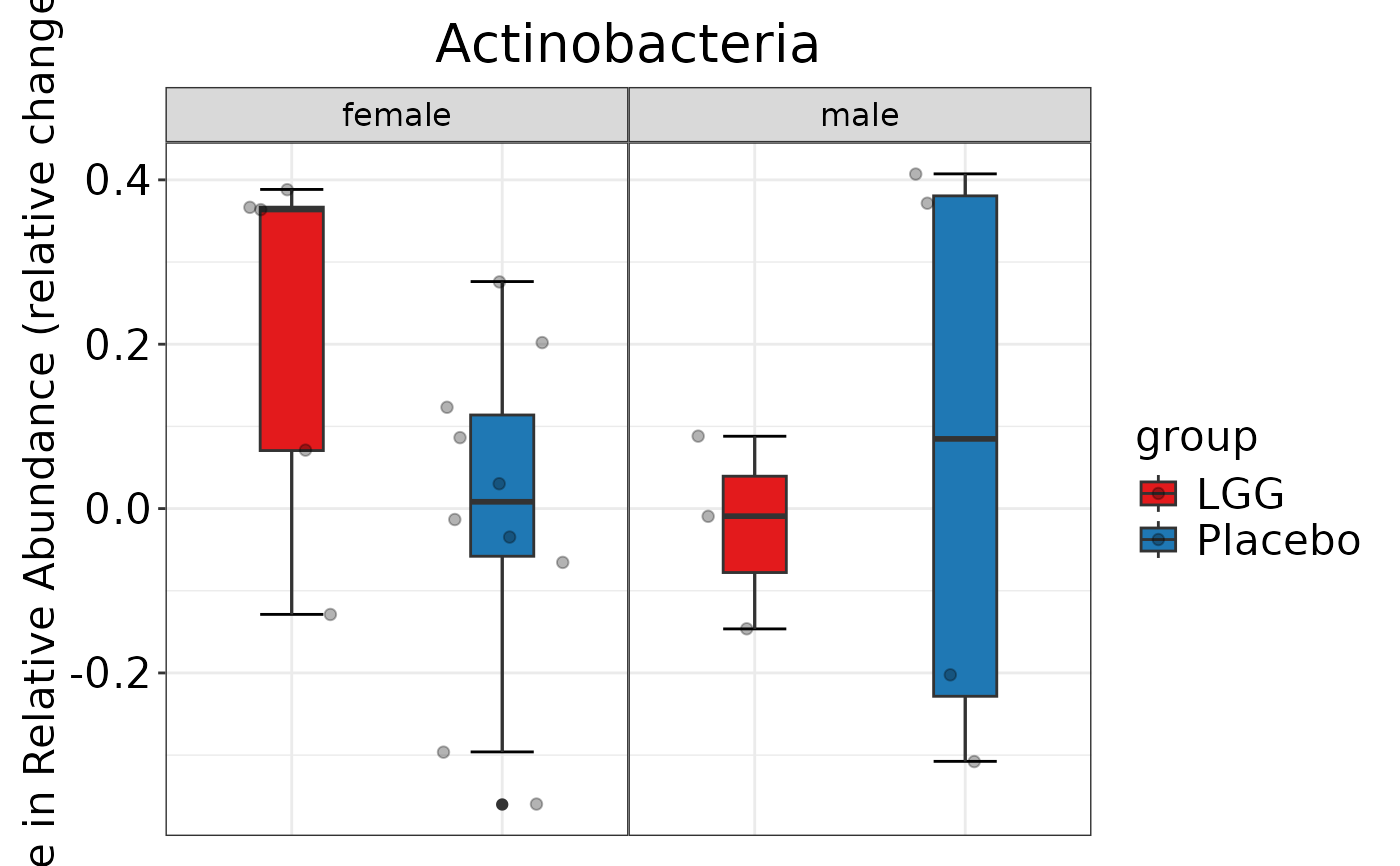 Actinobacteria
female
male
e in Relative Abundance (relative change
0.4
0.2
0.0
-0.2
group
LGG
Placebo